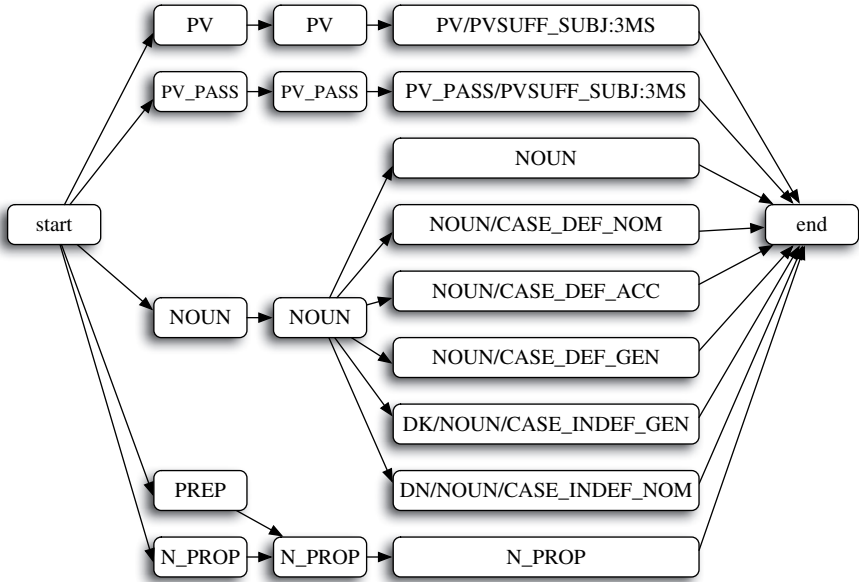 PV PV PV/PVSUFF_SUBJ:3MS
PV_PASS PV_PASS PV_PASS/PVSUFF_SUBJ:3MS
NOUN
start NOUN/CASE_DEF_NOM end
NOUN/CASE_DEF_ACC
NOUN NOUN
NOUN/CASE_DEF_GEN
DK/NOUN/CASE_INDEF_GEN
PREP DN/NOUN/CASE_INDEF_NOM
N_PROP N_PROP N_PROP